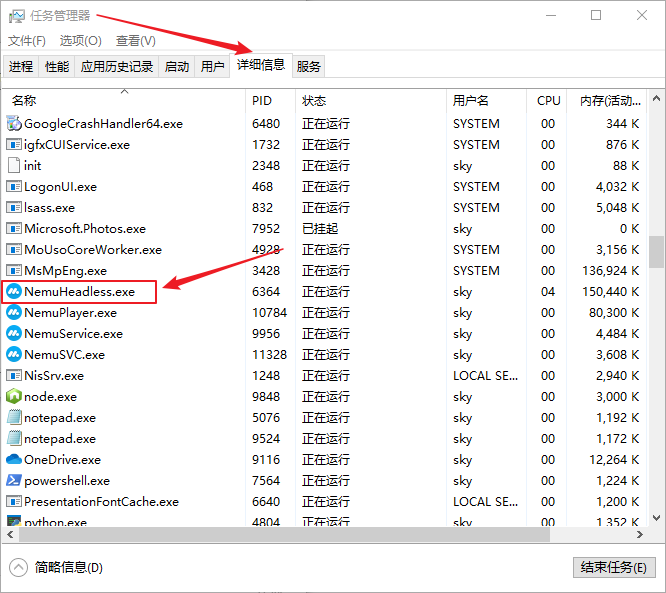 任务管理器
文件(F) 选项(O) 查看(V)
进程 性能 应用历史记录 启动 用户 详细信息 服务
名称 PID 状态 用户名 CPU 内存(活动...
GoogleCrashHandler64.exe 6480 正在运行 SYSTEM 00 344 K
igfxCUIService.exe 1732 正在运行 SYSTEM 00 876 K
init 2348 正在运行 sky 00 88 K
LogonUI.exe 468 正在运行 SYSTEM 00 4,032 K
lsass.exe 832 正在运行 SYSTEM 00 5,048 K
Microsoft.Photos.exe 7952 已挂起 sky 00 0 K
MoUsoCoreWorker.exe 4928 正在运行 SYSTEM 00 3,156 K
MsMpEng.exe 3428 正在运行 SYSTEM 00 136,924 K
NemuHeadless.exe 6364 正在运行 sky 04 150,440 K
NemuPlayer.exe 10784 正在运行 sky 00 80,300 K
NemuService.exe 9956 正在运行 sky 00 4,484 K
NemuSVC.exe 11328 正在运行 sky 00 3,608 K
NisSrv.exe 1248 正在运行 LOCAL SE... 00 2,940 K
node.exe 9848 正在运行 sky 00 3,000 K
notepad.exe 5076 正在运行 sky 00 1,192 K
notepad.exe 9524 正在运行 sky 00 1,172 K
OneDrive.exe 9116 正在运行 sky 00 12,264 K
powershell.exe 7564 正在运行 sky 00 1,224 K
PresentationFontCache.exe 6640 正在运行 LOCAL SE... 00 1,200 K
python.exe 4804 正在运行 sky 00 1,352 K
简略信息(D) 结束任务(E)